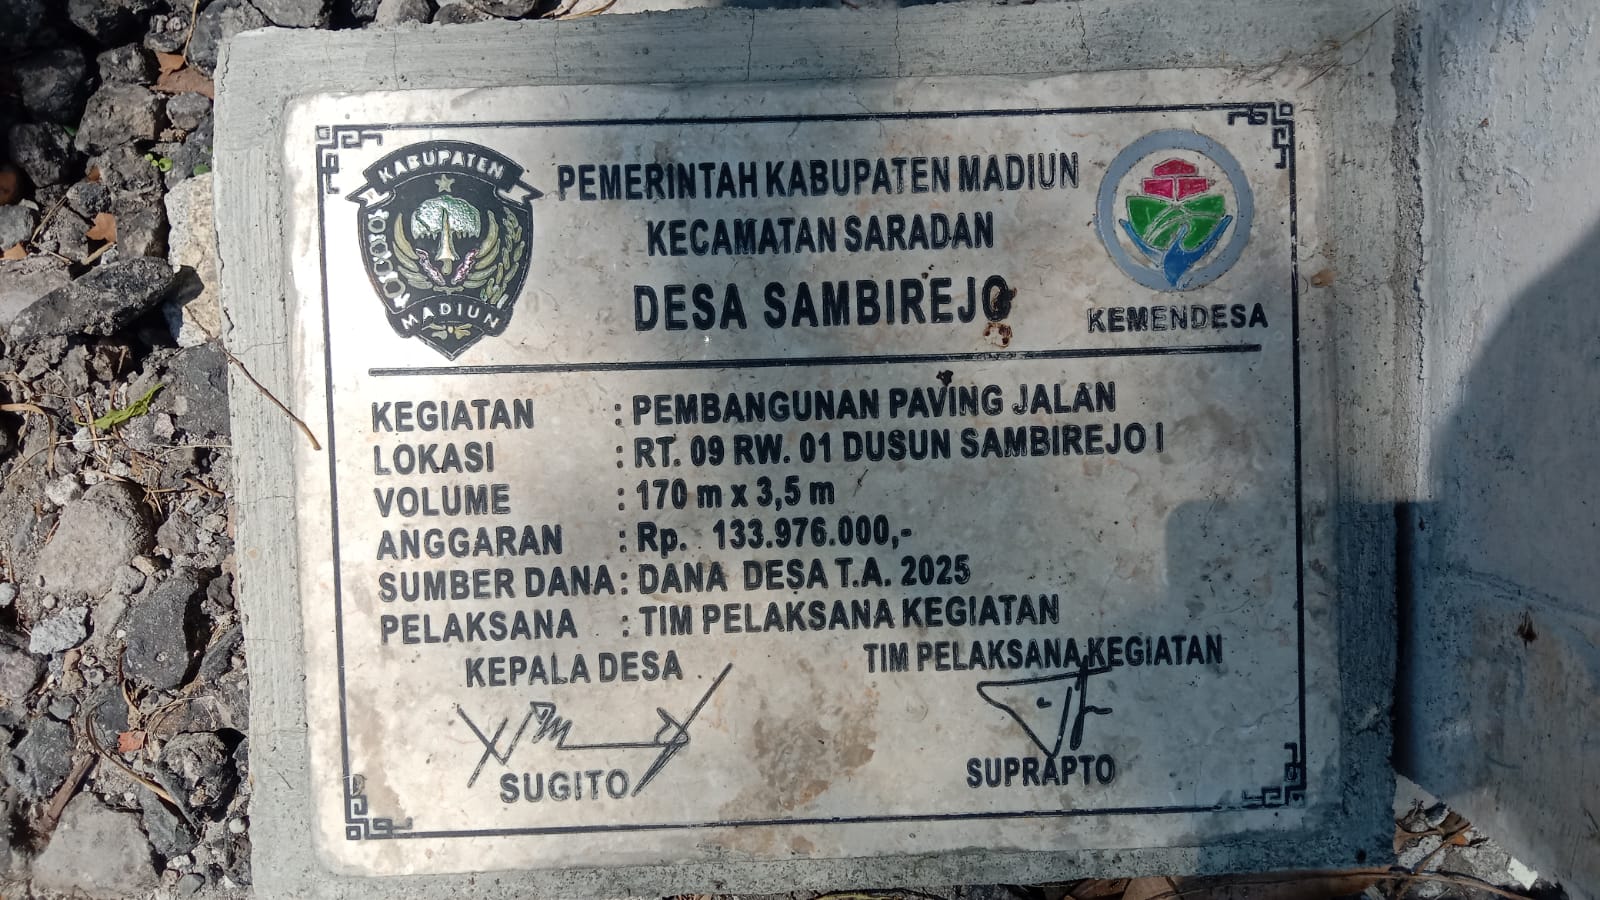 KABUPATEN
MADIUN
PEMERINTAH KABUPATEN MADIUN
KECAMATAN SARADAN
DESA SAMBIREJO
KEMENDESA
KEGIATAN : PEMBANGUNAN PAVING JALAN
LOKASI : RT. 09 RW. 01 DUSUN SAMBIREJO I
VOLUME : 170 m x 3,5 m
ANGGARAN : Rp. 133.976.000,-
SUMBER DANA : DANA DESA T.A. 2025
PELAKSANA : TIM PELAKSANA KEGIATAN
KEPALA DESA
TIM PELAKSANA KEGIATAN
SUGITO
SUPRAPTO